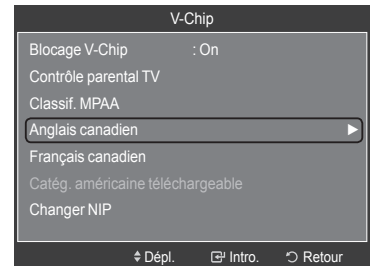 V-Chip
Blocage V-Chip : On
Contrôle parental TV
Classif. MPAA
Anglais canadien
Français canadien
Catég. américaine téléchargeable
Changer NIP
Dépl. Intro. Retour